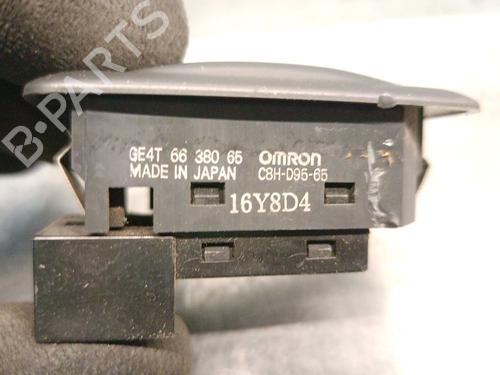 B-PARTS
GE4T 66 380 65 OMRON
MADE IN JAPAN C8H-D95-65
16Y8D4